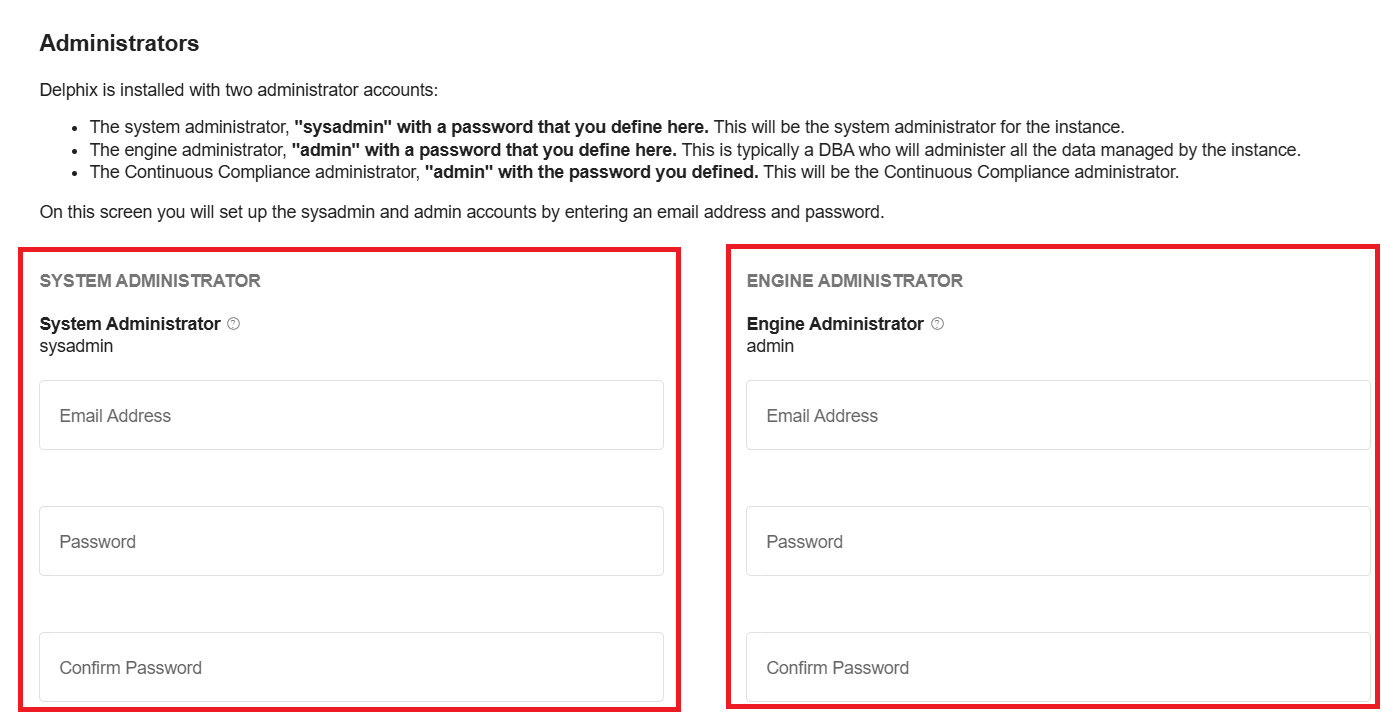 Administrators
Delphix is installed with two administrator accounts:
• The system administrator, "sysadmin" with a password that you define here. This will be the system administrator for the instance.
• The engine administrator, "admin" with a password that you define here. This is typically a DBA who will administer all the data managed by the instance.
• The Continuous Compliance administrator, "admin" with the password you defined. This will be the Continuous Compliance administrator.
On this screen you will set up the sysadmin and admin accounts by entering an email address and password.
SYSTEM ADMINISTRATOR
System Administrator ?
sysadmin
Email Address
Password
Confirm Password
ENGINE ADMINISTRATOR
Engine Administrator ?
admin
Email Address
Password
Confirm Password